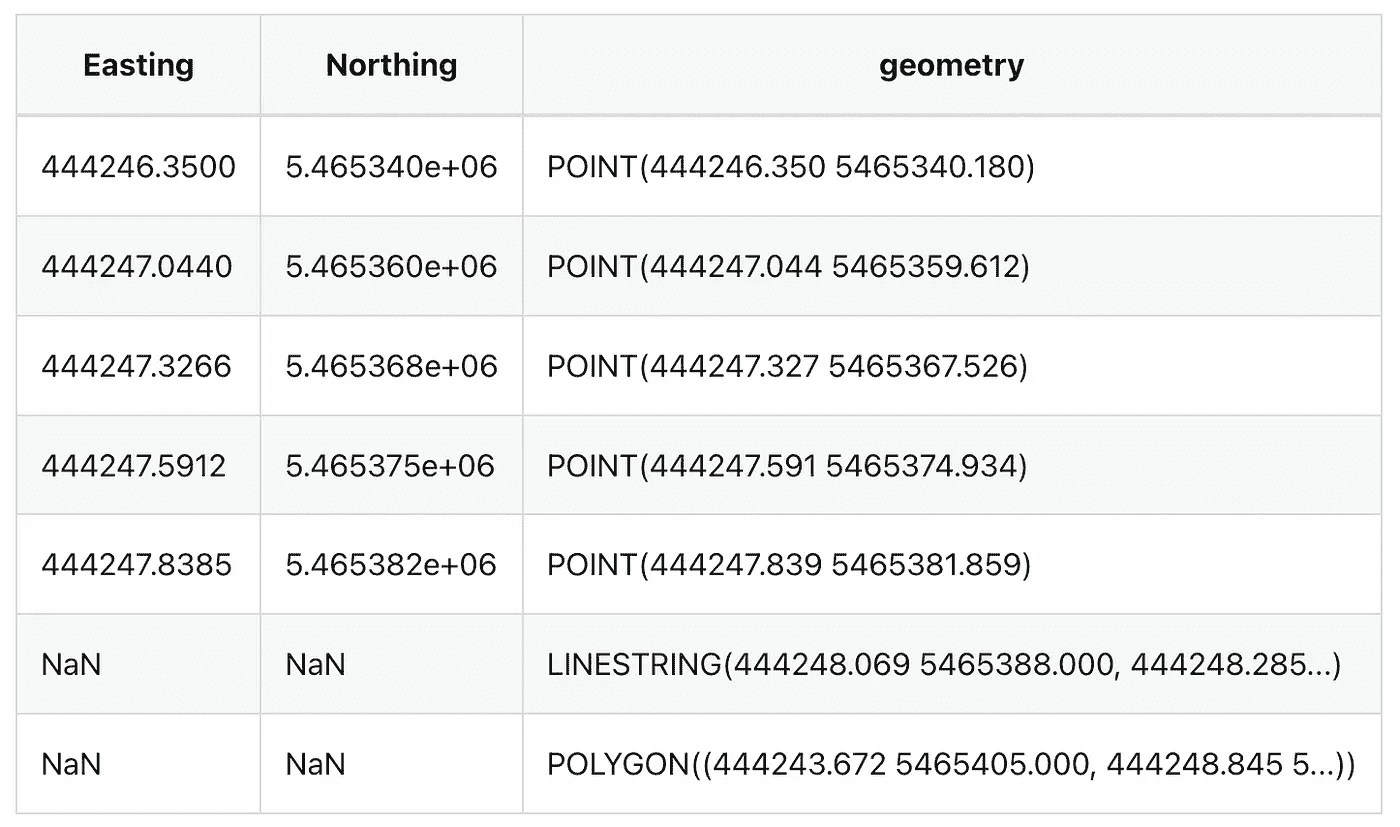 Easting Northing geometry
444246.3500 5.465340e+06 POINT(444246.350 5465340.180)
444247.0440 5.465360e+06 POINT(444247.044 5465359.612)
444247.3266 5.465368e+06 POINT(444247.327 5465367.526)
444247.5912 5.465375e+06 POINT(444247.591 5465374.934)
444247.8385 5.465382e+06 POINT(444247.839 5465381.859)
NaN NaN LINESTRING(444248.069 5465388.000, 444248.285...)
NaN NaN POLYGON((444243.672 5465405.000, 444248.845 5...))